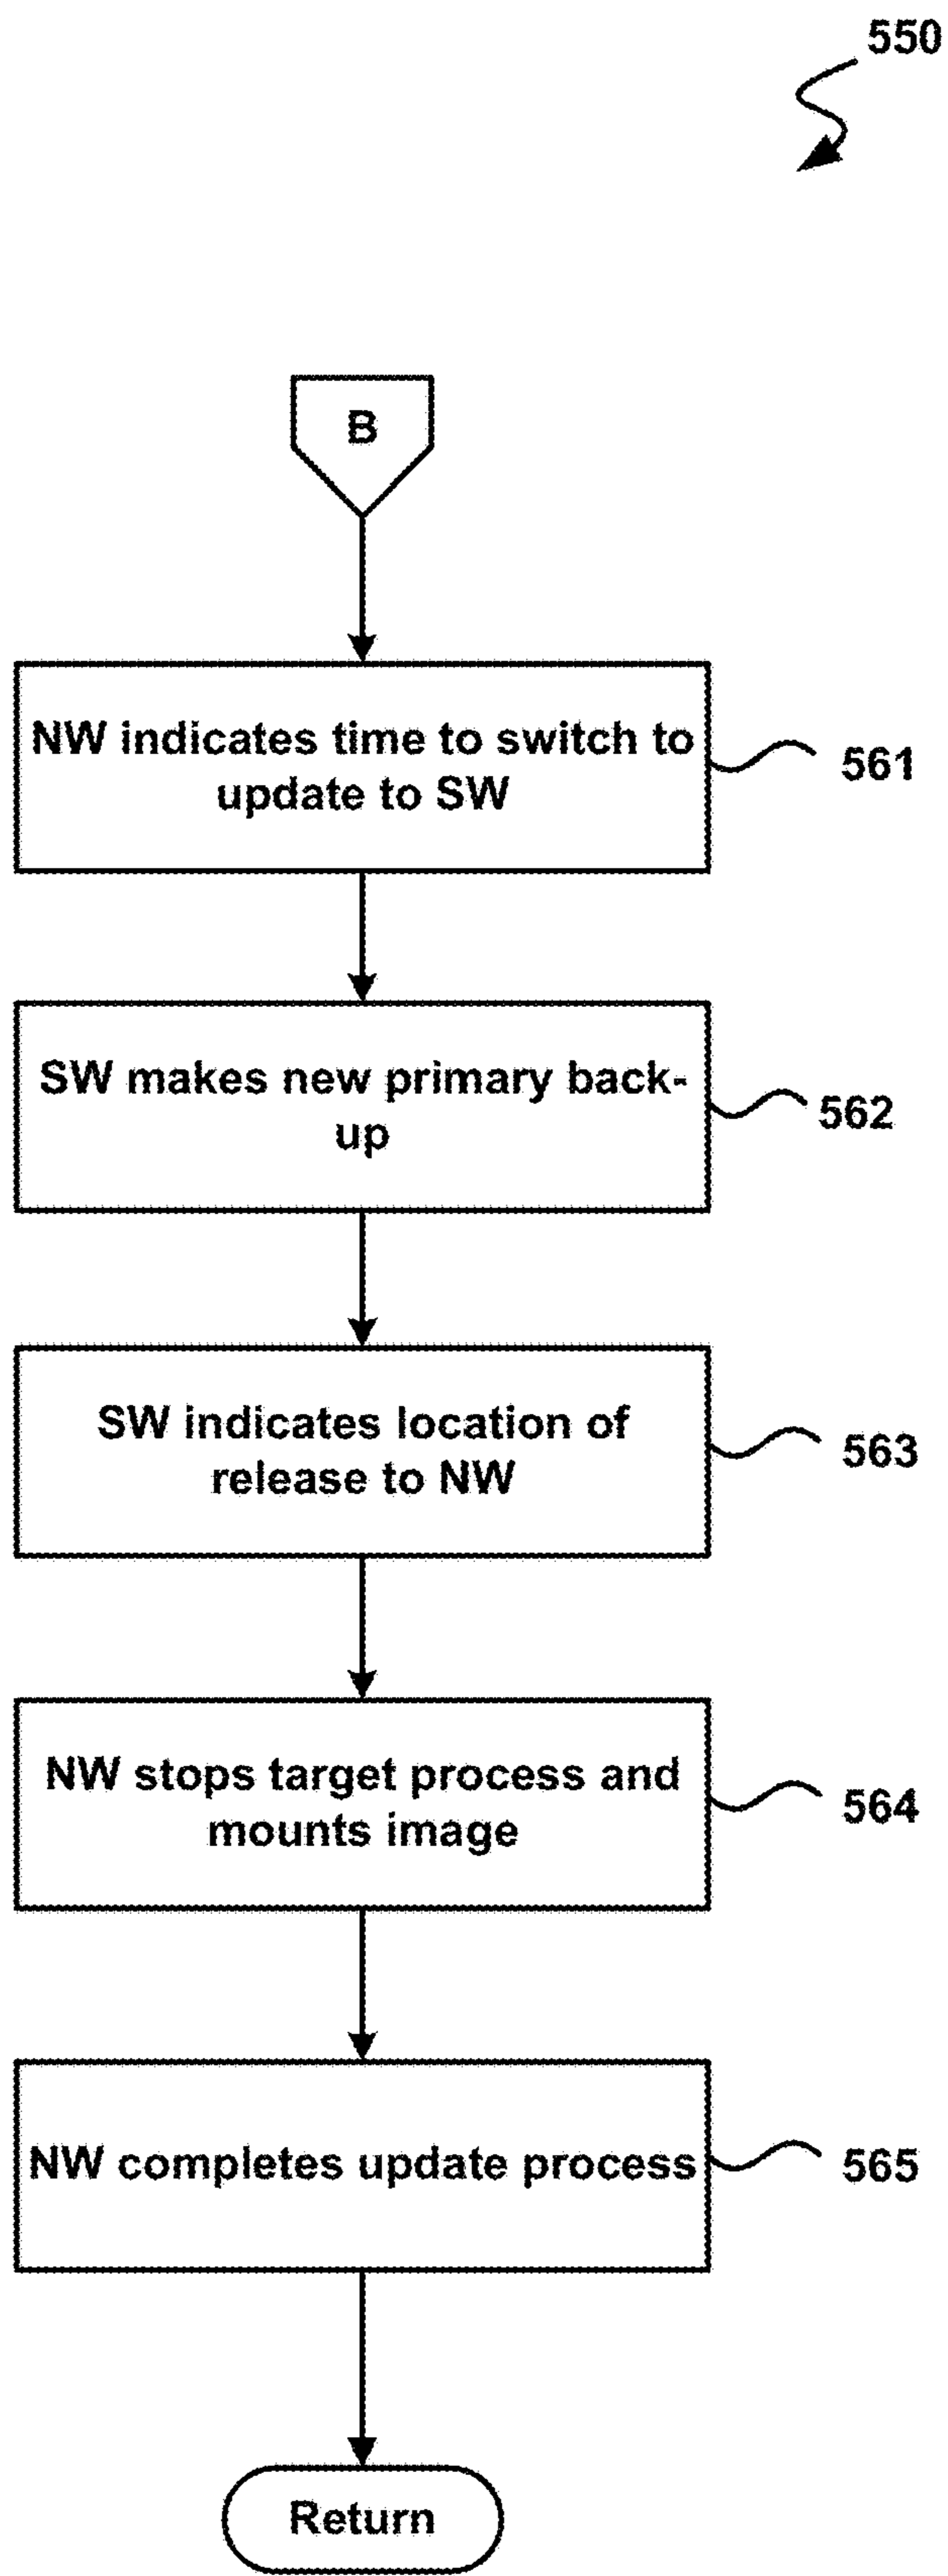 550
B
NW indicates time to switch to
update to SW
561
SW makes new primary back-
up
562
SW indicates location of
release to NW
563
NW stops target process and
mounts image
564
NW completes update process
565
Return